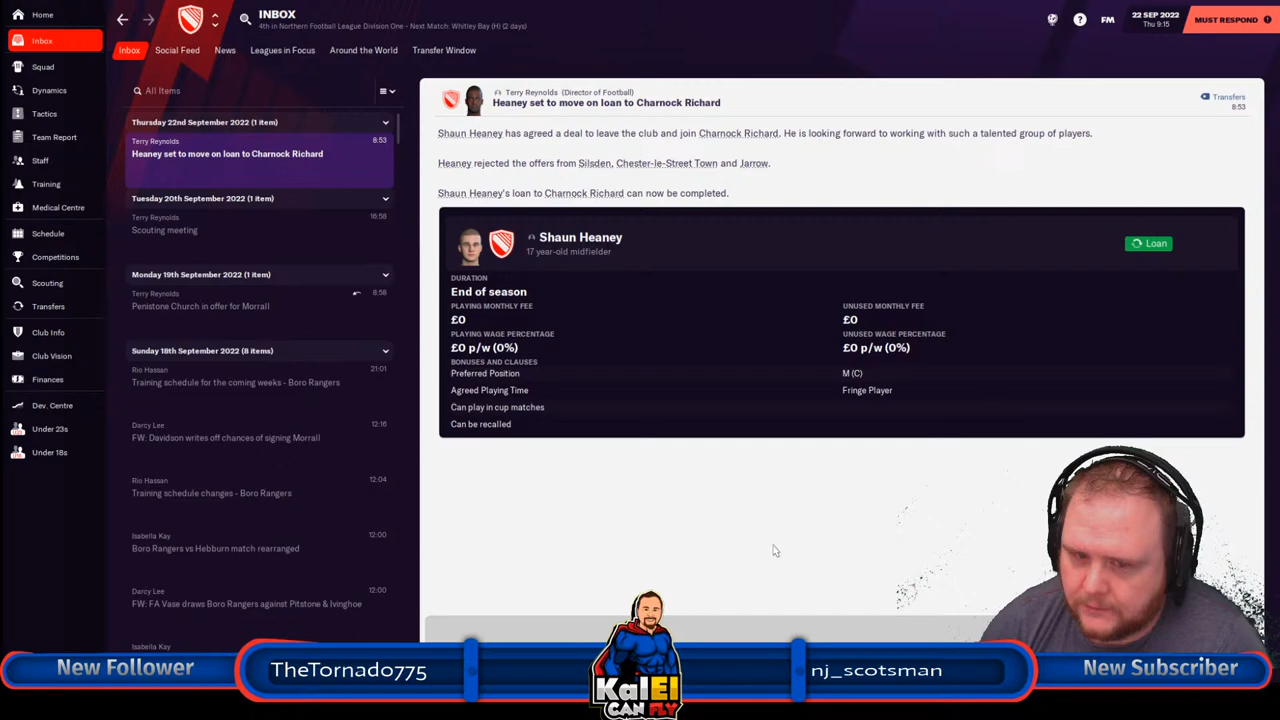 Home
Inbox
Squad
Dynamics
Tactics
Team Report
Staff
Training
Medical Centre
Schedule
Competitions
Scouting
Transfers
Club Info
Club Vision
Finances
Dev. Centre
Under 23s
Under 18s
INBOX
4th in Northern Football League Division One - Next Match: Whitley Bay (H) (2 days)
FM
22 SEP 2022
Thu 9:15
MUST RESPOND
Inbox
Social Feed
News
Leagues in Focus
Around the World
Transfer Window
All Items
Thursday 22nd September 2022 (1 item)
Terry Reynolds 8:53
Heaney set to move on loan to Charnock Richard
Tuesday 20th September 2022 (1 item)
Terry Reynolds 16:58
Scouting meeting
Monday 19th September 2022 (1 item)
Terry Reynolds 8:58
Penistone Church in offer for Morrall
Sunday 18th September 2022 (8 items)
Rio Hassan 21:01
Training schedule for the coming weeks - Boro Rangers
Darcy Lee 12:16
FW: Davidson writes off chances of signing Morrall
Rio Hassan 12:04
Training schedule changes - Boro Rangers
Isabella Kay 12:00
Boro Rangers vs Hebburn match rearranged
Darcy Lee 12:00
FW: FA Vase draws Boro Rangers against Pitstone & Ivinghoe
Isabella Kay
Terry Reynolds (Director of Football)
Heaney set to move on loan to Charnock Richard
Transfers
8:53
Shaun Heaney has agreed a deal to leave the club and join Charnock Richard. He is looking forward to working with such a talented group of players.
Heaney rejected the offers from Silsden, Chester-le-Street Town and Jarrow.
Shaun Heaney's loan to Charnock Richard can now be completed.
Shaun Heaney
17 year-old midfielder
Loan
DURATION
End of season
PLAYING MONTHLY FEE UNUSED MONTHLY FEE
£0 £0
PLAYING WAGE PERCENTAGE UNUSED WAGE PERCENTAGE
£0 p/w (0%) £0 p/w (0%)
BONUSES AND CLAUSES
Preferred Position M (C)
Agreed Playing Time Fringe Player
Can play in cup matches
Can be recalled
New Follower
TheTornado775
KalEl
CAN FLY
nj_scotsman
New Subscriber